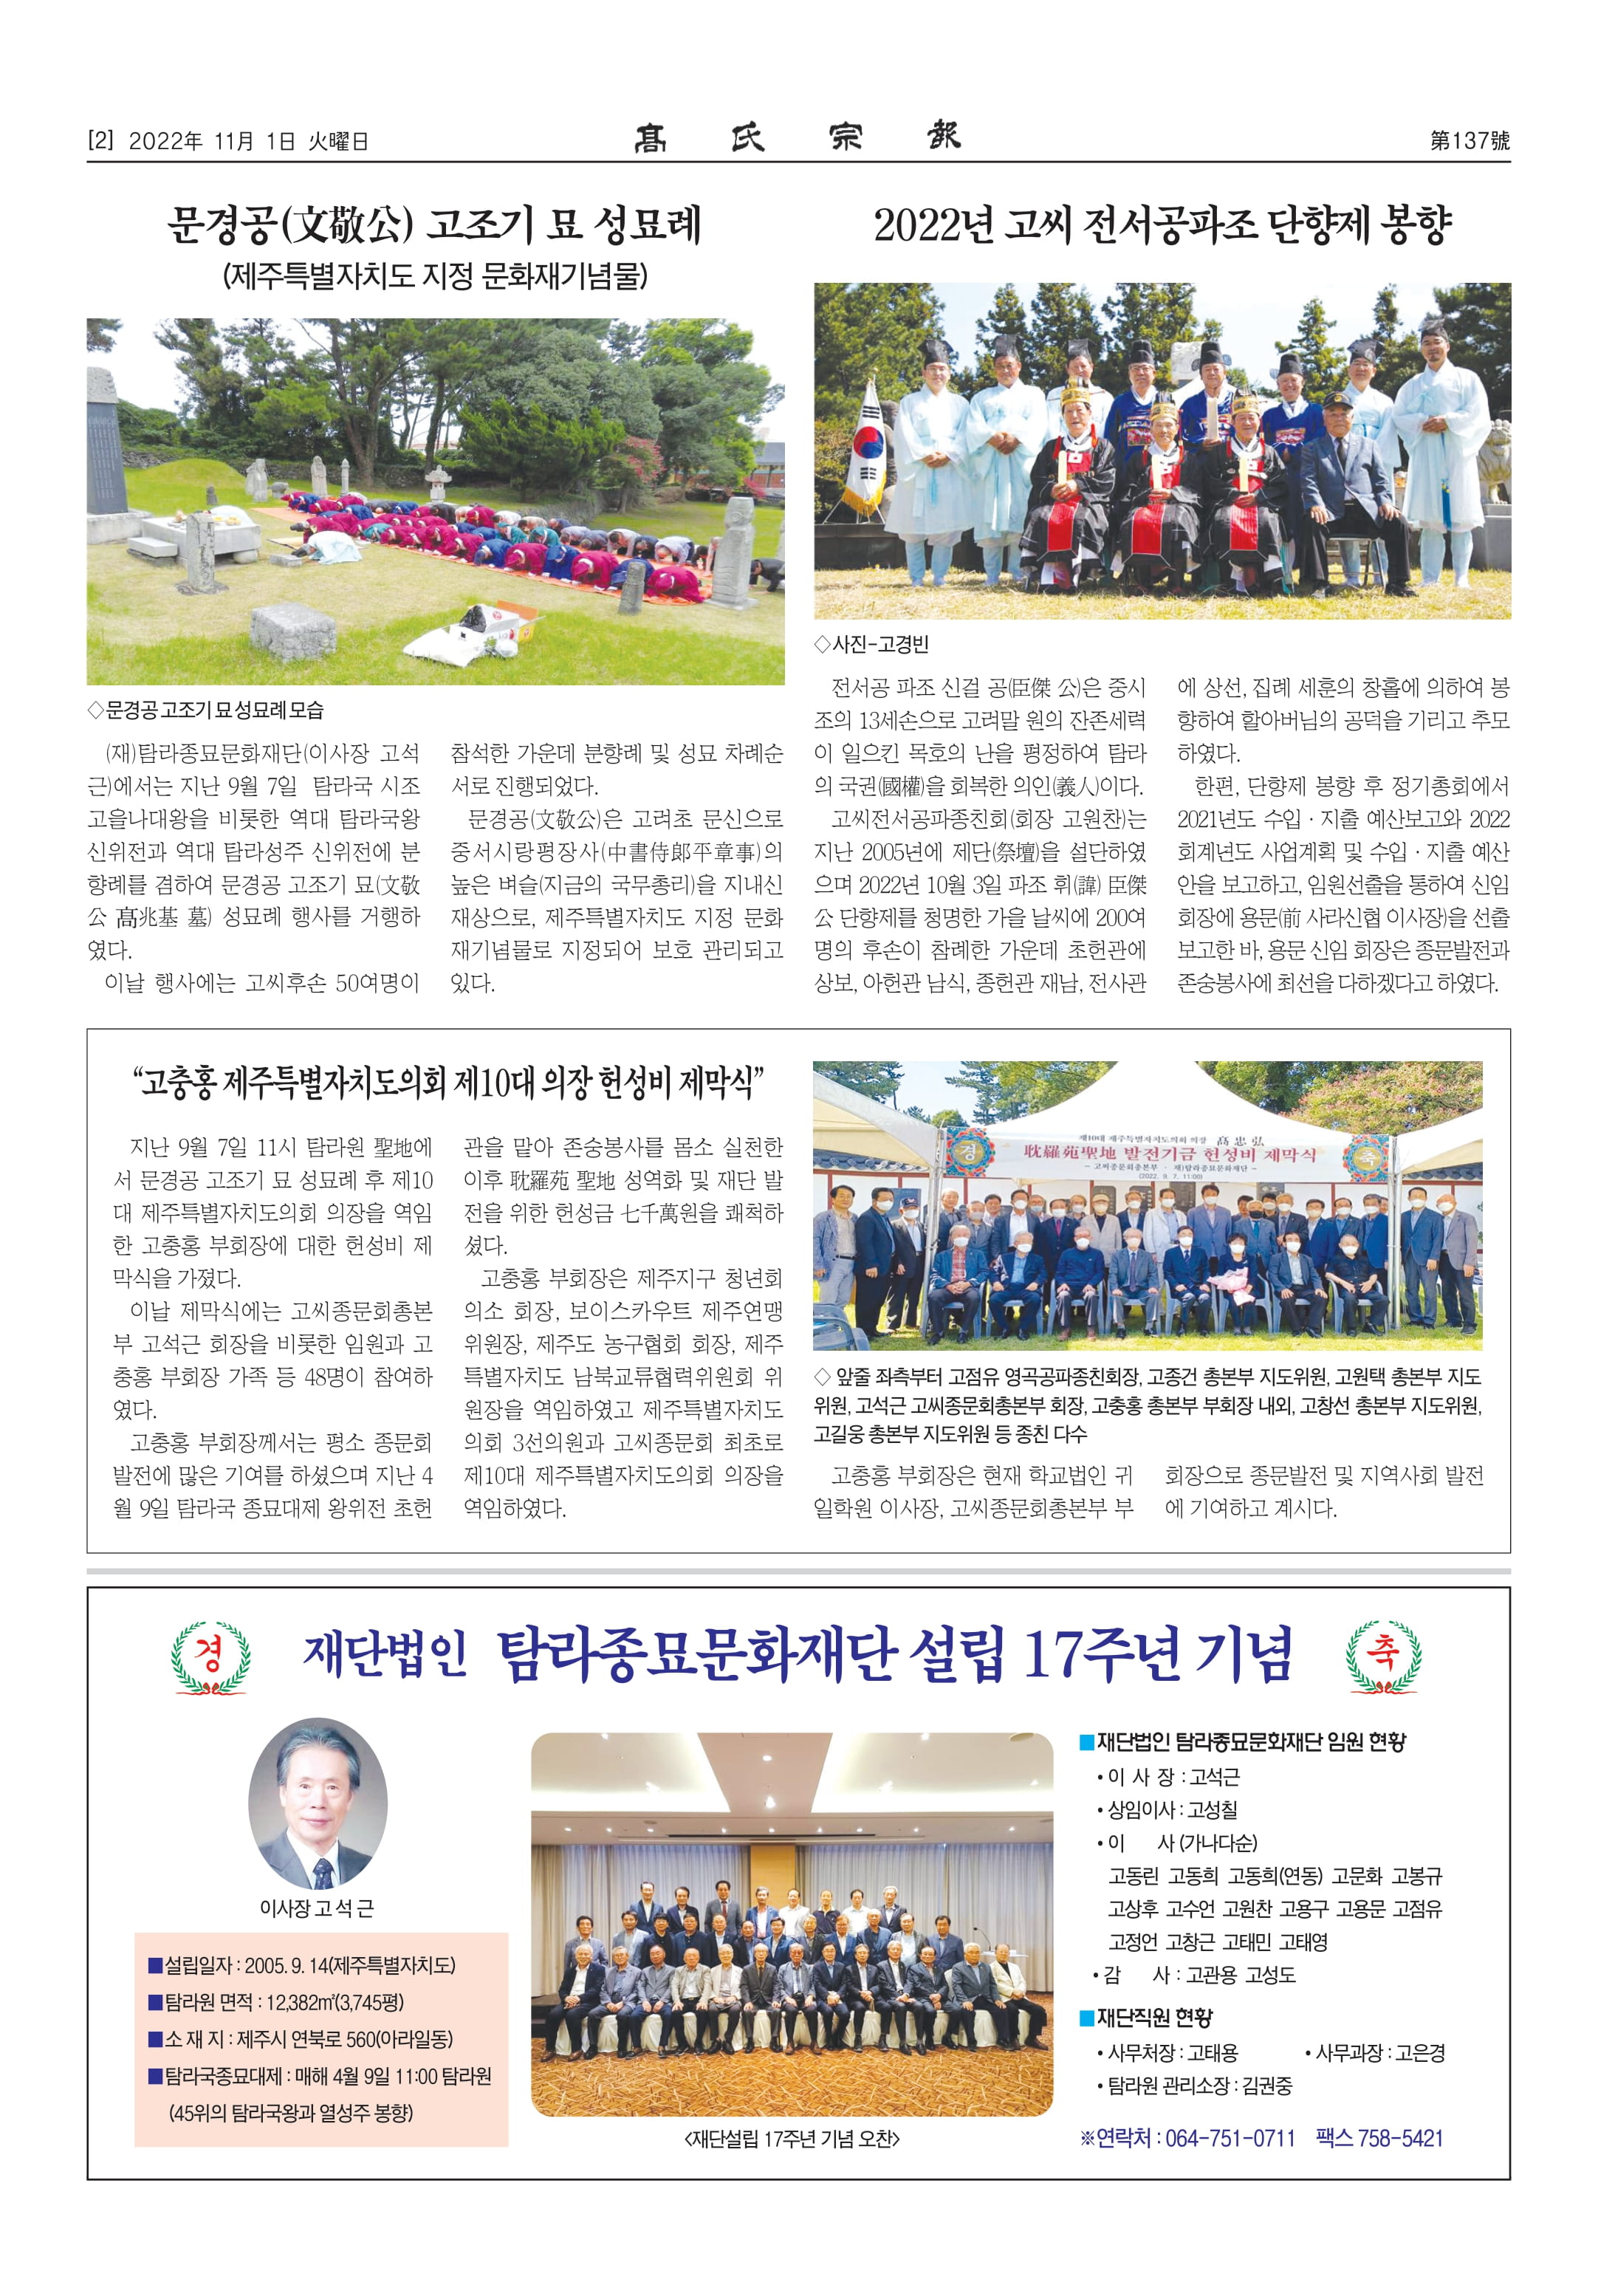 [2] 2022年 11月 1日 火曜日
髙氏宗報
第137號
문경공(文敬公) 고조기 묘 성묘례
(제주특별자치도 지정 문화재기념물)
◇문경공 고조기 묘 성묘례 모습
(재)탐라종묘문화재단(이사장 고석
근)에서는 지난 9월 7일 탐라국 시조
고을나대왕을 비롯한 역대 탐라국왕
신위전과 역대 탐라성주 신위전에 분
향례를 겸하여 문경공 고조기 묘(文敬
公 髙兆基 墓) 성묘례 행사를 거행하
였다.
이날 행사에는 고씨후손 50여명이
참석한 가운데 분향례 및 성묘 차례순
서로 진행되었다.
문경공(文敬公)은 고려초 문신으로
중서시랑평장사(中書侍郞平章事)의
높은 벼슬(지금의 국무총리)을 지내신
재상으로, 제주특별자치도 지정 문화
재기념물로 지정되어 보호 관리되고
있다.
2022년 고씨 전서공파조 단향제 봉향
◇사진-고경빈
전서공 파조 신걸 공(臣傑 公)은 중시
조의 13세손으로 고려말 원의 잔존세력
이 일으킨 목호의 난을 평정하여 탐라
의 국권(國權)을 회복한 의인(義人)이다.
고씨전서공파종친회(회장 고원찬)는
지난 2005년에 제단(祭壇)을 설단하였
으며 2022년 10월 3일 파조 휘(諱) 臣傑
公 단향제를 청명한 가을 날씨에 200여
명의 후손이 참례한 가운데 초헌관에
상보, 아헌관 남식, 종헌관 재남, 전사관
에 상선, 집례 세훈의 창홀에 의하여 봉
향하여 할아버님의 공덕을 기리고 추모
하였다.
한편, 단향제 봉향 후 정기총회에서
2021년도 수입·지출 예산보고와 2022
회계년도 사업계획 및 수입·지출 예산
안을 보고하고, 임원선출을 통하여 신임
회장에 용문(前 사라신협 이사장)을 선출
보고한 바, 용문 신임 회장은 종문발전과
존숭봉사에 최선을 다하겠다고 하였다.
“고충홍 제주특별자치도의회 제10대 의장 헌성비 제막식”
지난 9월 7일 11시 탐라원 聖地에
서 문경공 고조기 묘 성묘례 후 제10
대 제주특별자치도의회 의장을 역임
한 고충홍 부회장에 대한 헌성비 제
막식을 가졌다.
이날 제막식에는 고씨종문회총본
부 고석근 회장을 비롯한 임원과 고
충홍 부회장 가족 등 48명이 참여하
였다.
고충홍 부회장께서는 평소 종문회
발전에 많은 기여를 하셨으며 지난 4
월 9일 탐라국 종묘대제 왕위전 초헌
관을 맡아 존숭봉사를 몸소 실천한
이후 耽羅苑 聖地 성역화 및 재단 발
전을 위한 헌성금 七千萬원을 쾌척하
셨다.
고충홍 부회장은 제주지구 청년회
의소 회장, 보이스카우트 제주연맹
위원장, 제주도 농구협회 회장, 제주
특별자치도 남북교류협력위원회 위
원장을 역임하였고 제주특별자치도
의회 3선의원과 고씨종문회 최초로
제10대 제주특별자치도의회 의장을
역임하였다.
경
제10대 제주특별자치도의회 의장 髙忠弘
耽羅苑聖地 발전기금 헌성비 제막식
- 고씨종문회총본부 · 재)탐라종묘문화재단 -
(2022. 9. 7. 11:00)
축
◇ 앞줄 좌측부터 고점유 영곡공파종친회장, 고종건 총본부 지도위원, 고원택 총본부 지도
위원, 고석근 고씨종문회총본부 회장, 고충홍 총본부 부회장 내외, 고창선 총본부 지도위원,
고길웅 총본부 지도위원 등 종친 다수
고충홍 부회장은 현재 학교법인 귀
일학원 이사장, 고씨종문회총본부 부
회장으로 종문발전 및 지역사회 발전
에 기여하고 계시다.
경
재단법인 탐라종묘문화재단 설립 17주년 기념
축
이사장 고 석 근
■설립일자 : 2005. 9. 14(제주특별자치도)
■탐라원 면적 : 12,382㎡(3,745평)
■소 재 지 : 제주시 연북로 560(아라일동)
■탐라국종묘대제 : 매해 4월 9일 11:00 탐라원
(45위의 탐라국왕과 열성주 봉향)
<재단설립 17주년 기념 오찬>
■재단법인 탐라종묘문화재단 임원 현황
• 이 사 장 : 고석근
• 상임이사 : 고성칠
• 이 사 (가나다순)
고동린 고동희 고동희(연동) 고문화 고봉규
고상후 고수언 고원찬 고용구 고용문 고점유
고정언 고창근 고태민 고태영
• 감 사 : 고관용 고성도
■재단직원 현황
• 사무처장 : 고태용 • 사무과장 : 고은경
• 탐라원 관리소장 : 김권중
※연락처 : 064-751-0711 팩스 758-5421